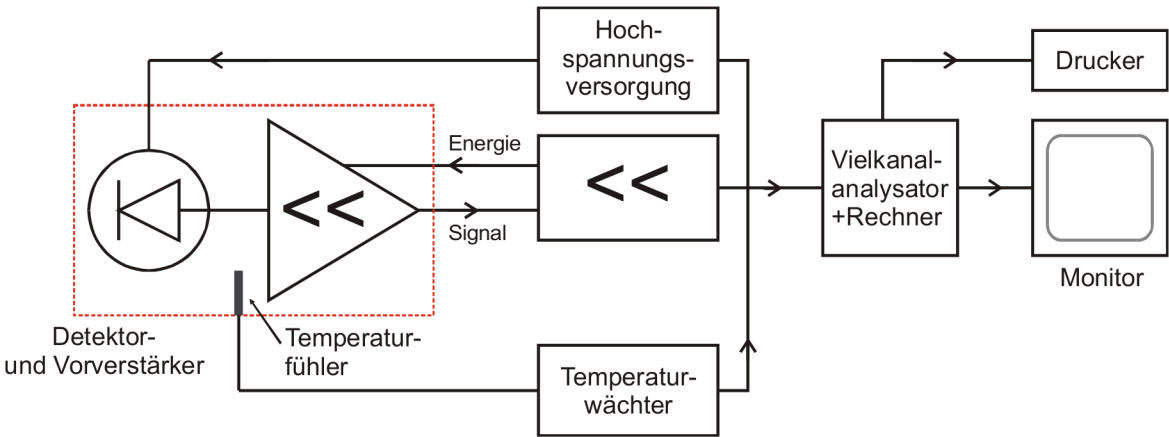 Hoch-
spannungs-
versorgung
Drucker
Energie
<<
<<
Signal
Vielkanal-
analysator
+Rechner
Monitor
Detektor-
und Vorverstärker
Temperatur-
fühler
Temperatur-
wächter